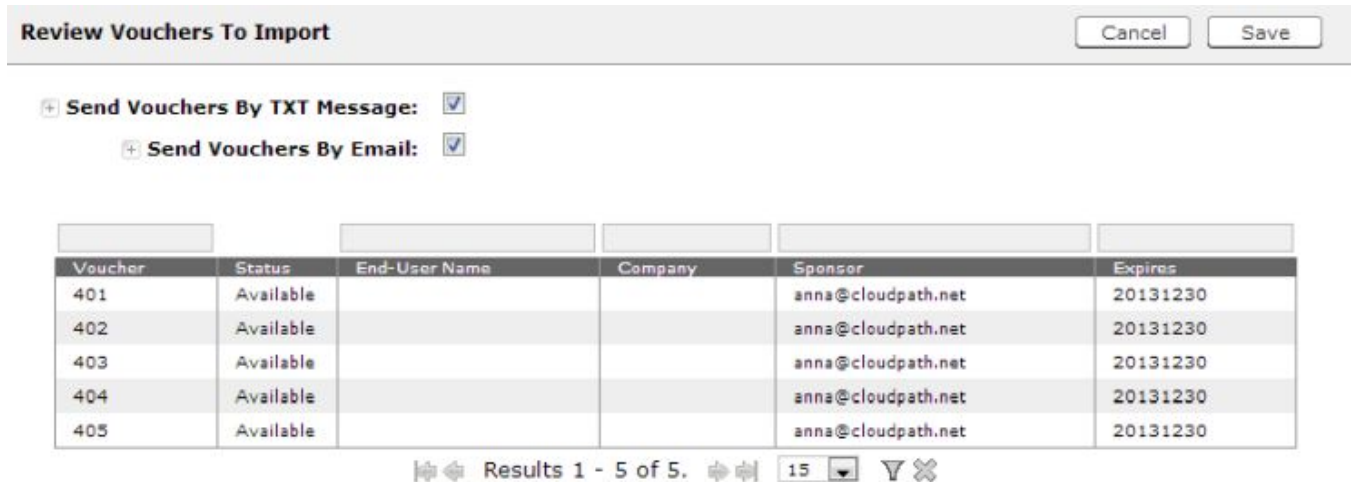 Review Vouchers To Import Cancel Save
Send Vouchers By TXT Message:
Send Vouchers By Email:
Voucher Status End-User Name Company Sponsor Expires
401 Available anna@cloudpath.net 20131230
402 Available anna@cloudpath.net 20131230
403 Available anna@cloudpath.net 20131230
404 Available anna@cloudpath.net 20131230
405 Available anna@cloudpath.net 20131230
Results 1 - 5 of 5. 15